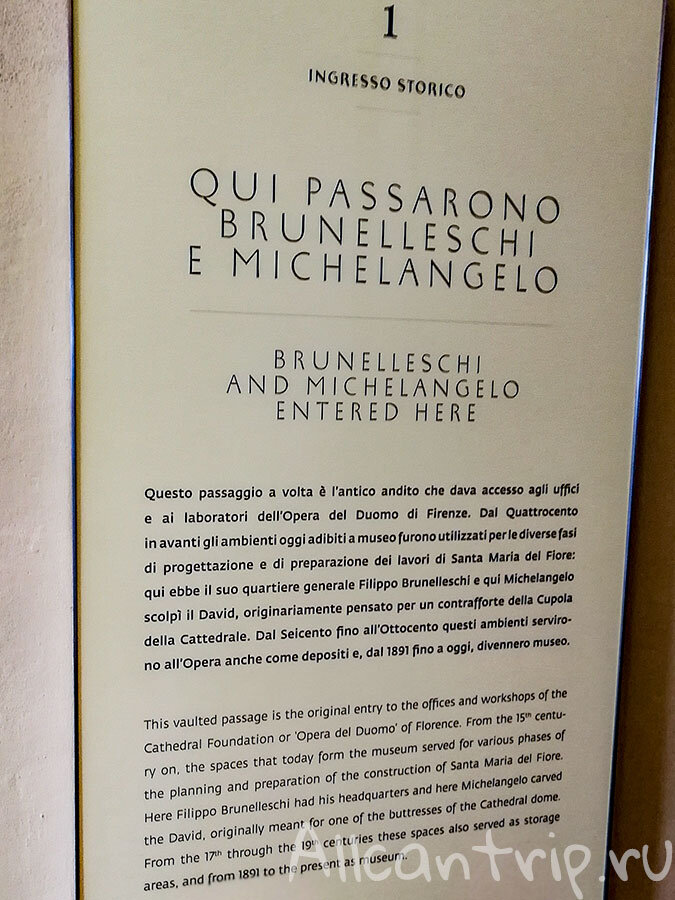 1
INGRESSO STORICO
QUI PASSARONO
BRUNELLESCHI
E MICHELANGELO
BRUNELLESCHI
AND MICHELANGELO
ENTERED HERE
Questo passaggio a volta è l'antico andito che dava accesso agli uffici
e ai laboratori dell'Opera del Duomo di Firenze. Dal Quattrocento
in avanti gli ambienti oggi adibiti a museo furono utilizzati per le diverse fasi
di progettazione e di preparazione dei lavori di Santa Maria del Fiore:
qui ebbe il suo quartiere generale Filippo Brunelleschi e qui Michelangelo
scolpì il David, originariamente pensato per un contrafforte della Cupola
della Cattedrale. Dal Seicento fino all'Ottocento questi ambienti serviro-
no all'Opera anche come depositi e, dal 1891 fino a oggi, divennero museo.
This vaulted passage is the original entry to the offices and workshops of the
Cathedral Foundation or 'Opera del Duomo' of Florence. From the 15th centu-
ry on, the spaces that today form the museum served for various phases of
the planning and preparation of the construction of Santa Maria del Fiore.
Here Filippo Brunelleschi had his headquarters and here Michelangelo carved
the David, originally meant for one of the buttresses of the Cathedral dome.
From the 17th through the 19th centuries these spaces also served as storage
areas, and from 1891 to the present as museum.
Allcantrip.ru